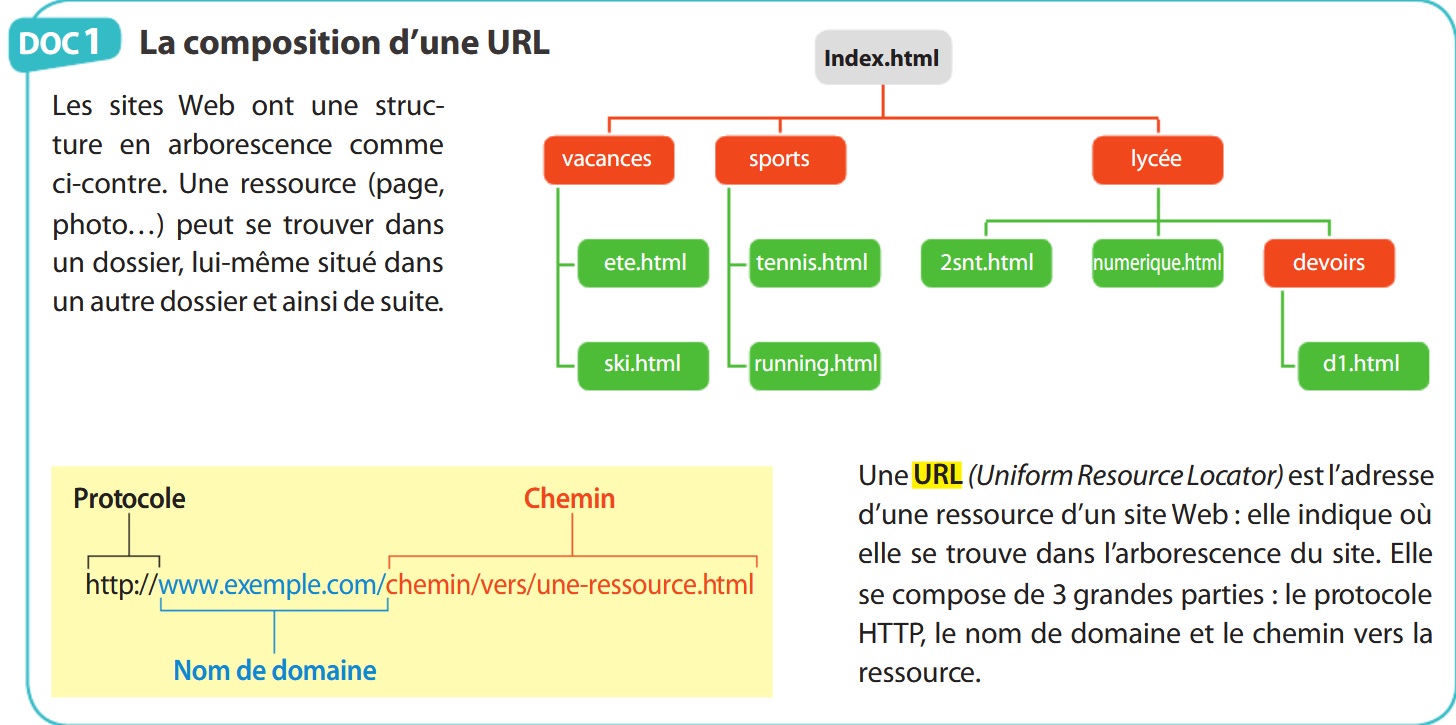 DOC 1 La composition d’une URL
Les sites Web ont une struc-
ture en arborescence comme
ci-contre. Une ressource (page,
photo…) peut se trouver dans
un dossier, lui-même situé dans
un autre dossier et ainsi de suite.
Index.html
vacances
sports
lycée
ete.html
tennis.html
2snt.html
numerique.html
devoirs
ski.html
running.html
d1.html
Protocole
Chemin
http://www.exemple.com/chemin/vers/une-ressource.html
Nom de domaine
Une URL (Uniform Resource Locator) est l’adresse
d’une ressource d’un site Web : elle indique où
elle se trouve dans l’arborescence du site. Elle
se compose de 3 grandes parties : le protocole
HTTP, le nom de domaine et le chemin vers la
ressource.